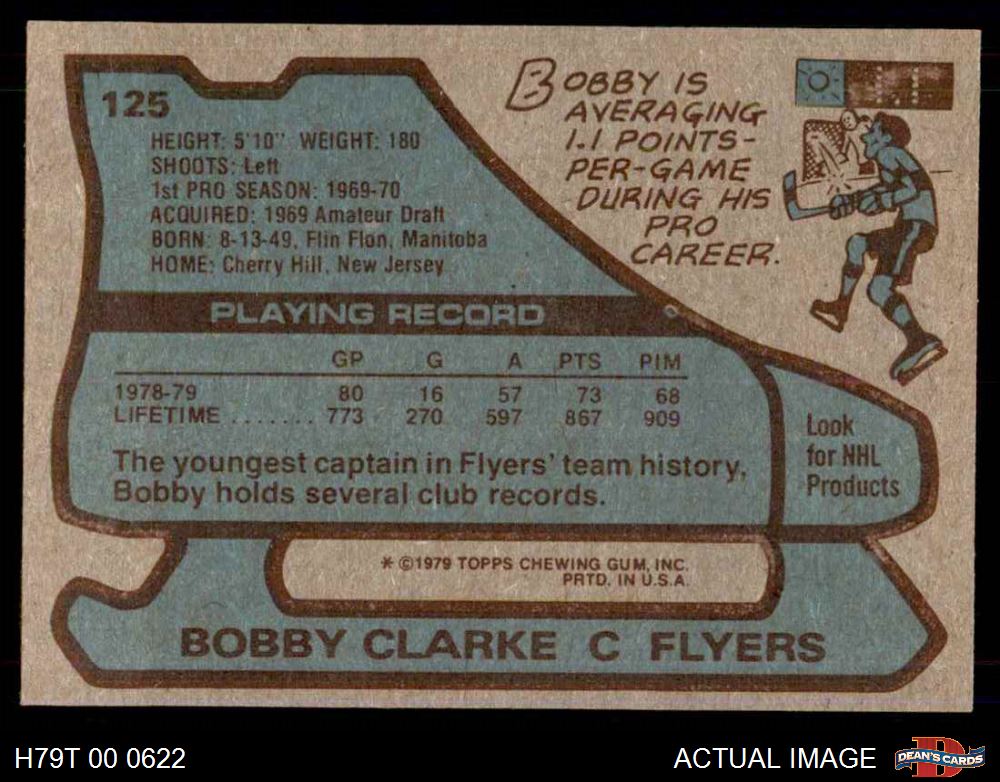 125
HEIGHT: 5'10" WEIGHT: 180
SHOOTS: Left
1st PRO SEASON: 1969-70
ACQUIRED: 1969 Amateur Draft
BORN: 8-13-49, Flin Flon, Manitoba
HOME: Cherry Hill, New Jersey
BOBBY IS
AVERAGING
1.1 POINTS-
PER-GAME
DURING HIS
PRO
CAREER.
PLAYING RECORD
GP G A PTS PIM
1978-79 80 16 57 73 68
LIFETIME ....... 773 270 597 867 909
The youngest captain in Flyers' team history,
Bobby holds several club records.
Look
for NHL
Products
* ©1979 TOPPS CHEWING GUM, INC.
PRTD. IN U.S.A.
BOBBY CLARKE C FLYERS
H79T 00 0622
ACTUAL IMAGE
DEAN'S CARDS